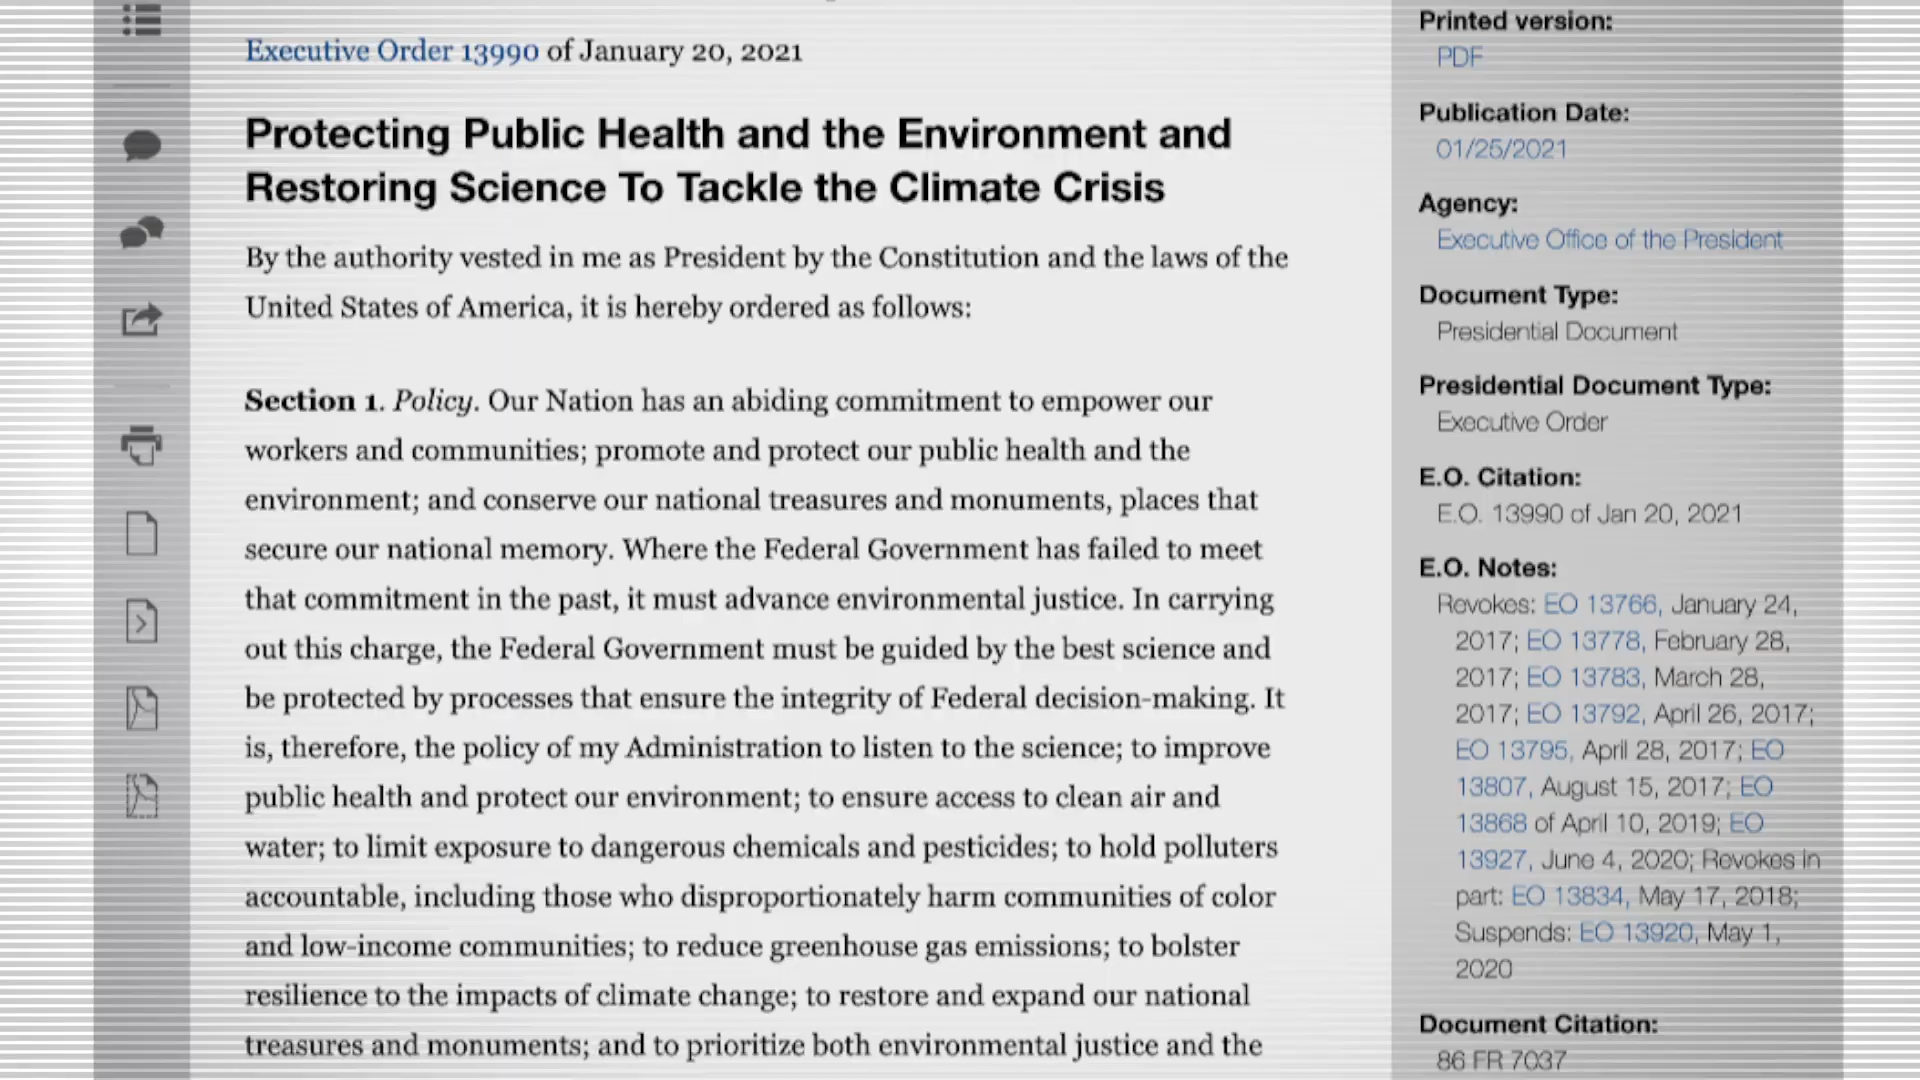 Executive Order 13990 of January 20, 2021
Protecting Public Health and the Environment and
Restoring Science To Tackle the Climate Crisis
By the authority vested in me as President by the Constitution and the laws of the
United States of America, it is hereby ordered as follows:
Section 1. Policy. Our Nation has an abiding commitment to empower our
workers and communities; promote and protect our public health and the
environment; and conserve our national treasures and monuments, places that
secure our national memory. Where the Federal Government has failed to meet
that commitment in the past, it must advance environmental justice. In carrying
out this charge, the Federal Government must be guided by the best science and
be protected by processes that ensure the integrity of Federal decision-making. It
is, therefore, the policy of my Administration to listen to the science; to improve
public health and protect our environment; to ensure access to clean air and
water; to limit exposure to dangerous chemicals and pesticides; to hold polluters
accountable, including those who disproportionately harm communities of color
and low-income communities; to reduce greenhouse gas emissions; to bolster
resilience to the impacts of climate change; to restore and expand our national
treasures and monuments; and to prioritize both environmental justice and the
Printed version:
PDF
Publication Date:
01/25/2021
Agency:
Executive Office of the President
Document Type:
Presidential Document
Presidential Document Type:
Executive Order
E.O. Citation:
E.O. 13990 of Jan 20, 2021
E.O. Notes:
Revokes: EO 13766, January 24,
2017; EO 13778, February 28,
2017; EO 13783, March 28,
2017; EO 13792, April 26, 2017;
EO 13795, April 28, 2017; EO
13807, August 15, 2017; EO
13868 of April 10, 2019; EO
13927, June 4, 2020; Revokes in
part: EO 13834, May 17, 2018;
Suspends: EO 13920, May 1,
2020
Document Citation:
86 FR 7037